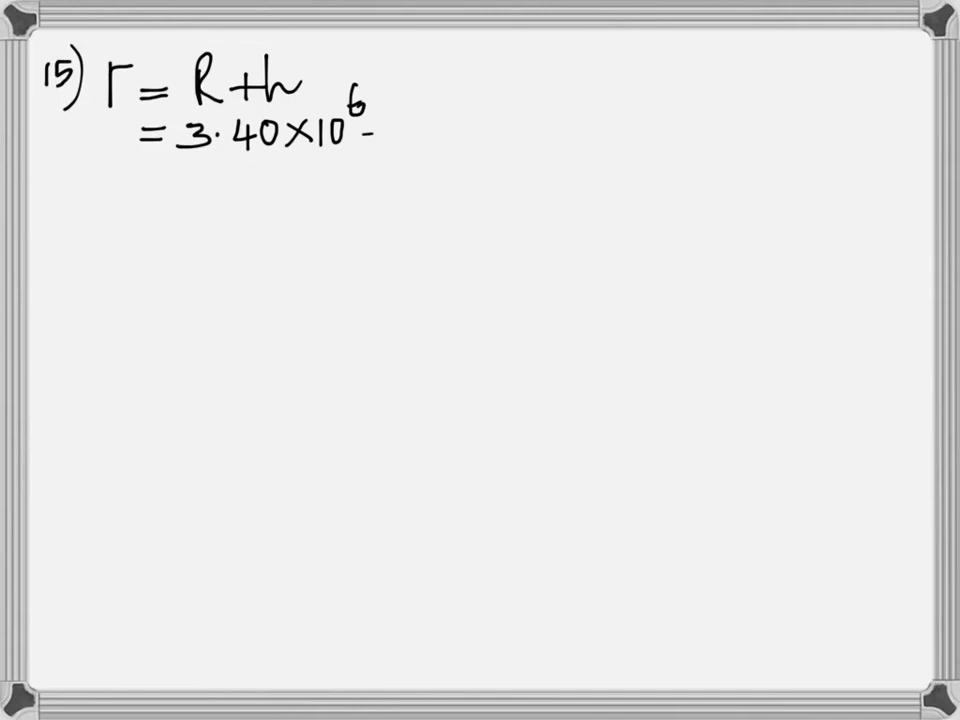 15) r = R + h
= 3.40 × 10⁶ -